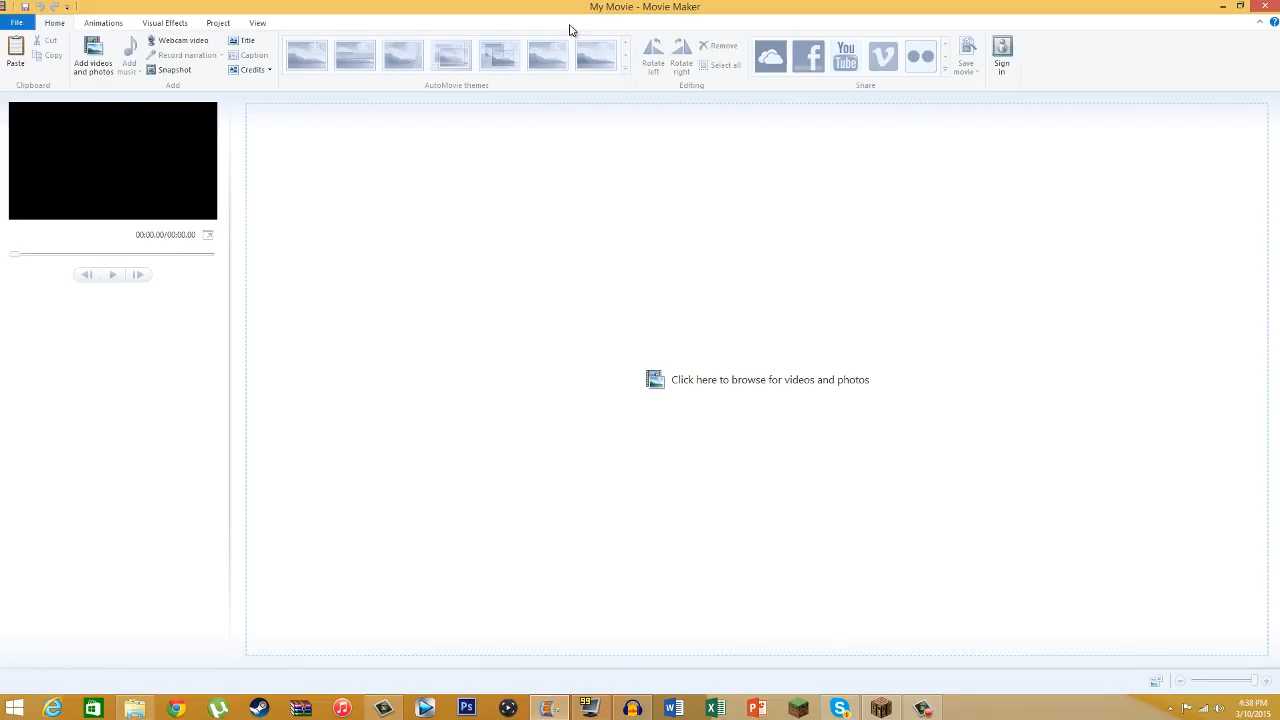 My Movie - Movie Maker
File Home Animations Visual Effects Project View
Paste
Cut
Copy
Clipboard
Add videos
and photos
Add
music
Webcam video
Record narration
Snapshot
Title
Caption
Credits
Add
AutoMovie themes
Rotate
left
Rotate
right
Remove
Select all
Editing
You
Tube
Share
Save
movie
Sign
in
00:00.00/00:00.00
Click here to browse for videos and photos
Ps
99
4:38 PM
3/10/2015